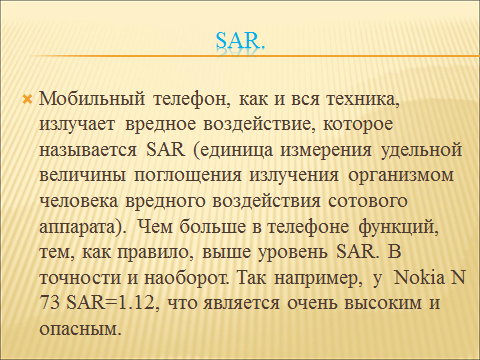 SAR.
Мобильный телефон, как и вся техника,
излучает вредное воздействие, которое
называется SAR (единица измерения удельной
величины поглощения излучения организмом
человека вредного воздействия сотового
аппарата). Чем больше в телефоне функций,
тем, как правило, выше уровень SAR. В
точности и наоборот. Так например, у Nokia N
73 SAR=1.12, что является очень высоким и
опасным.